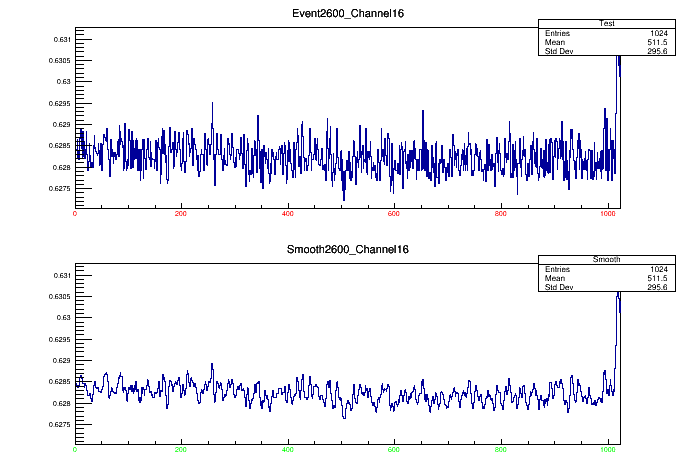 Event2600_Channel16
Test
Entries 1024
Mean 511.5
Std Dev 295.6
0.631
0.6305
0.63
0.6295
0.629
0.6285
0.628
0.6275
0 200 400 600 800 1000
Smooth2600_Channel16
Smooth
Entries 1024
Mean 511.5
Std Dev 295.6
0.631
0.6305
0.63
0.6295
0.629
0.6285
0.628
0.6275
0 200 400 600 800 1000